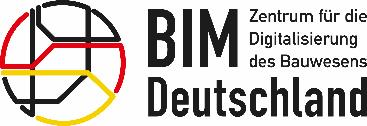 BIM
Deutschland
Zentrum für die
Digitalisierung
des Bauwesens